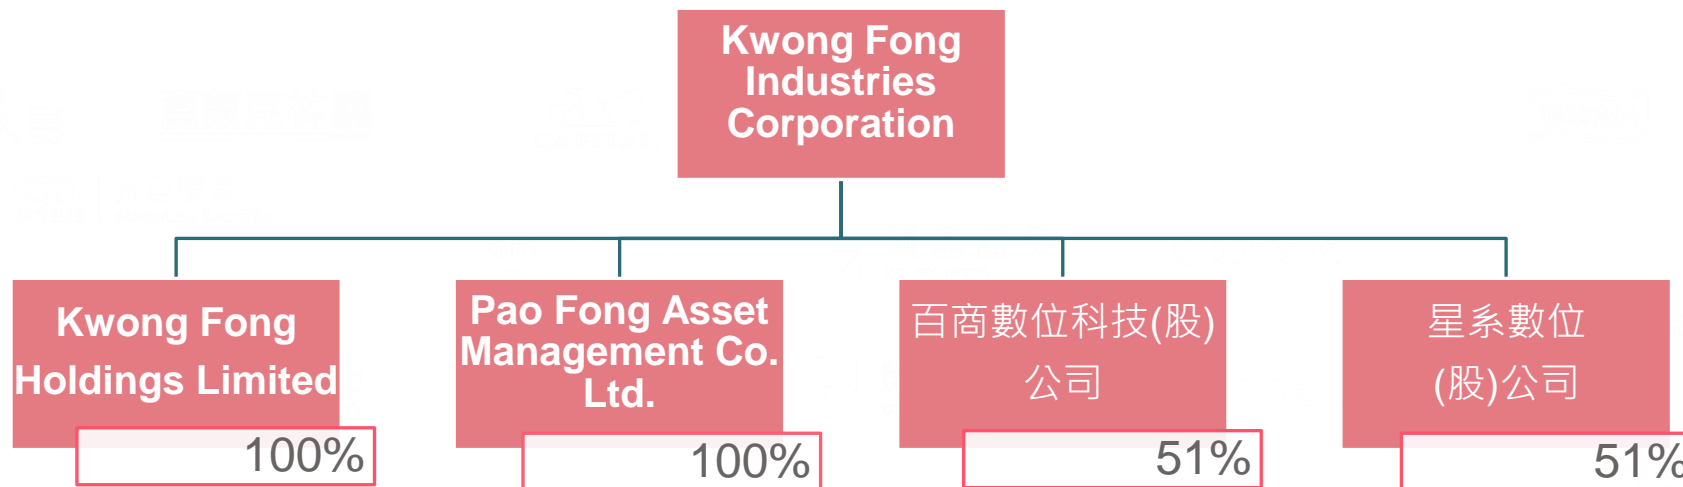 Kwong Fong
Industries
Corporation
Kwong Fong
Holdings Limited
100%
Pao Fong Asset
Management Co.
Ltd.
100%
百商數位科技(股)
公司
51%
星系數位
(股)公司
51%